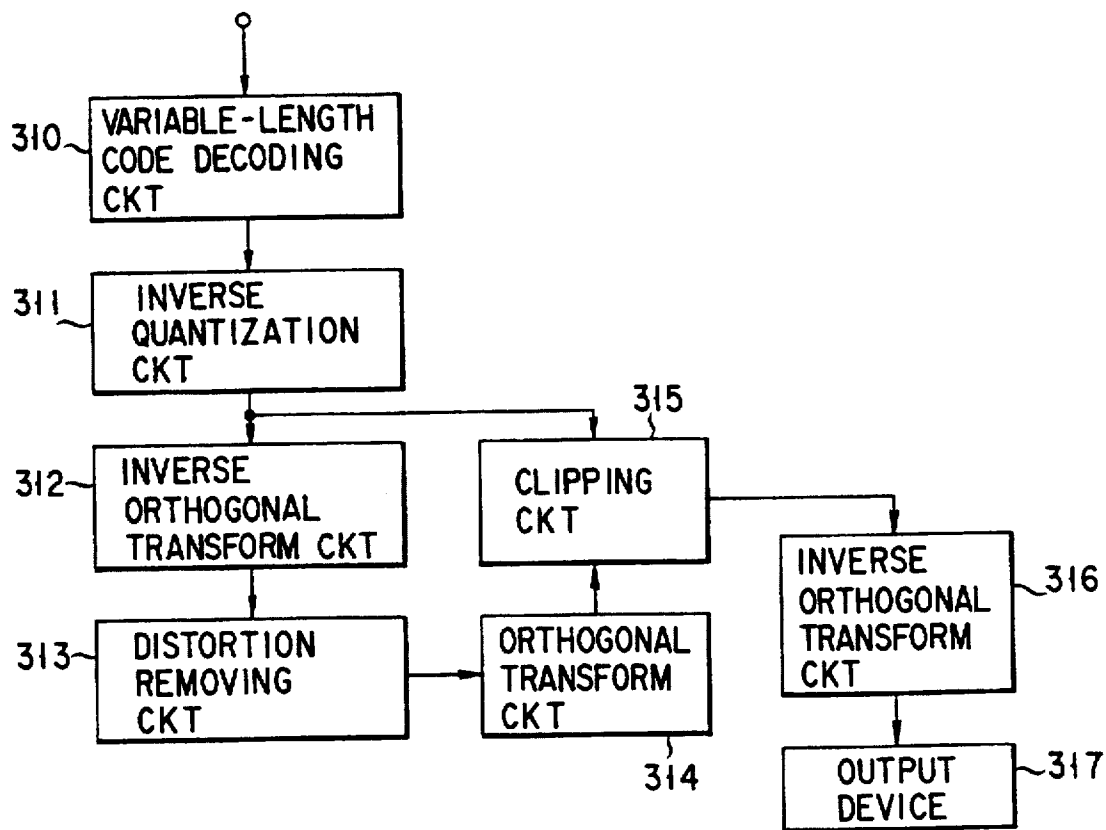 310
VARIABLE-LENGTH
CODE DECODING
CKT
311
INVERSE
QUANTIZATION
CKT
312
INVERSE
ORTHOGONAL
TRANSFORM CKT
315
CLIPPING
CKT
313
DISTORTION
REMOVING
CKT
ORTHOGONAL
TRANSFORM
CKT
314
INVERSE
ORTHOGONAL
TRANSFORM
CKT
316
OUTPUT
DEVICE
317